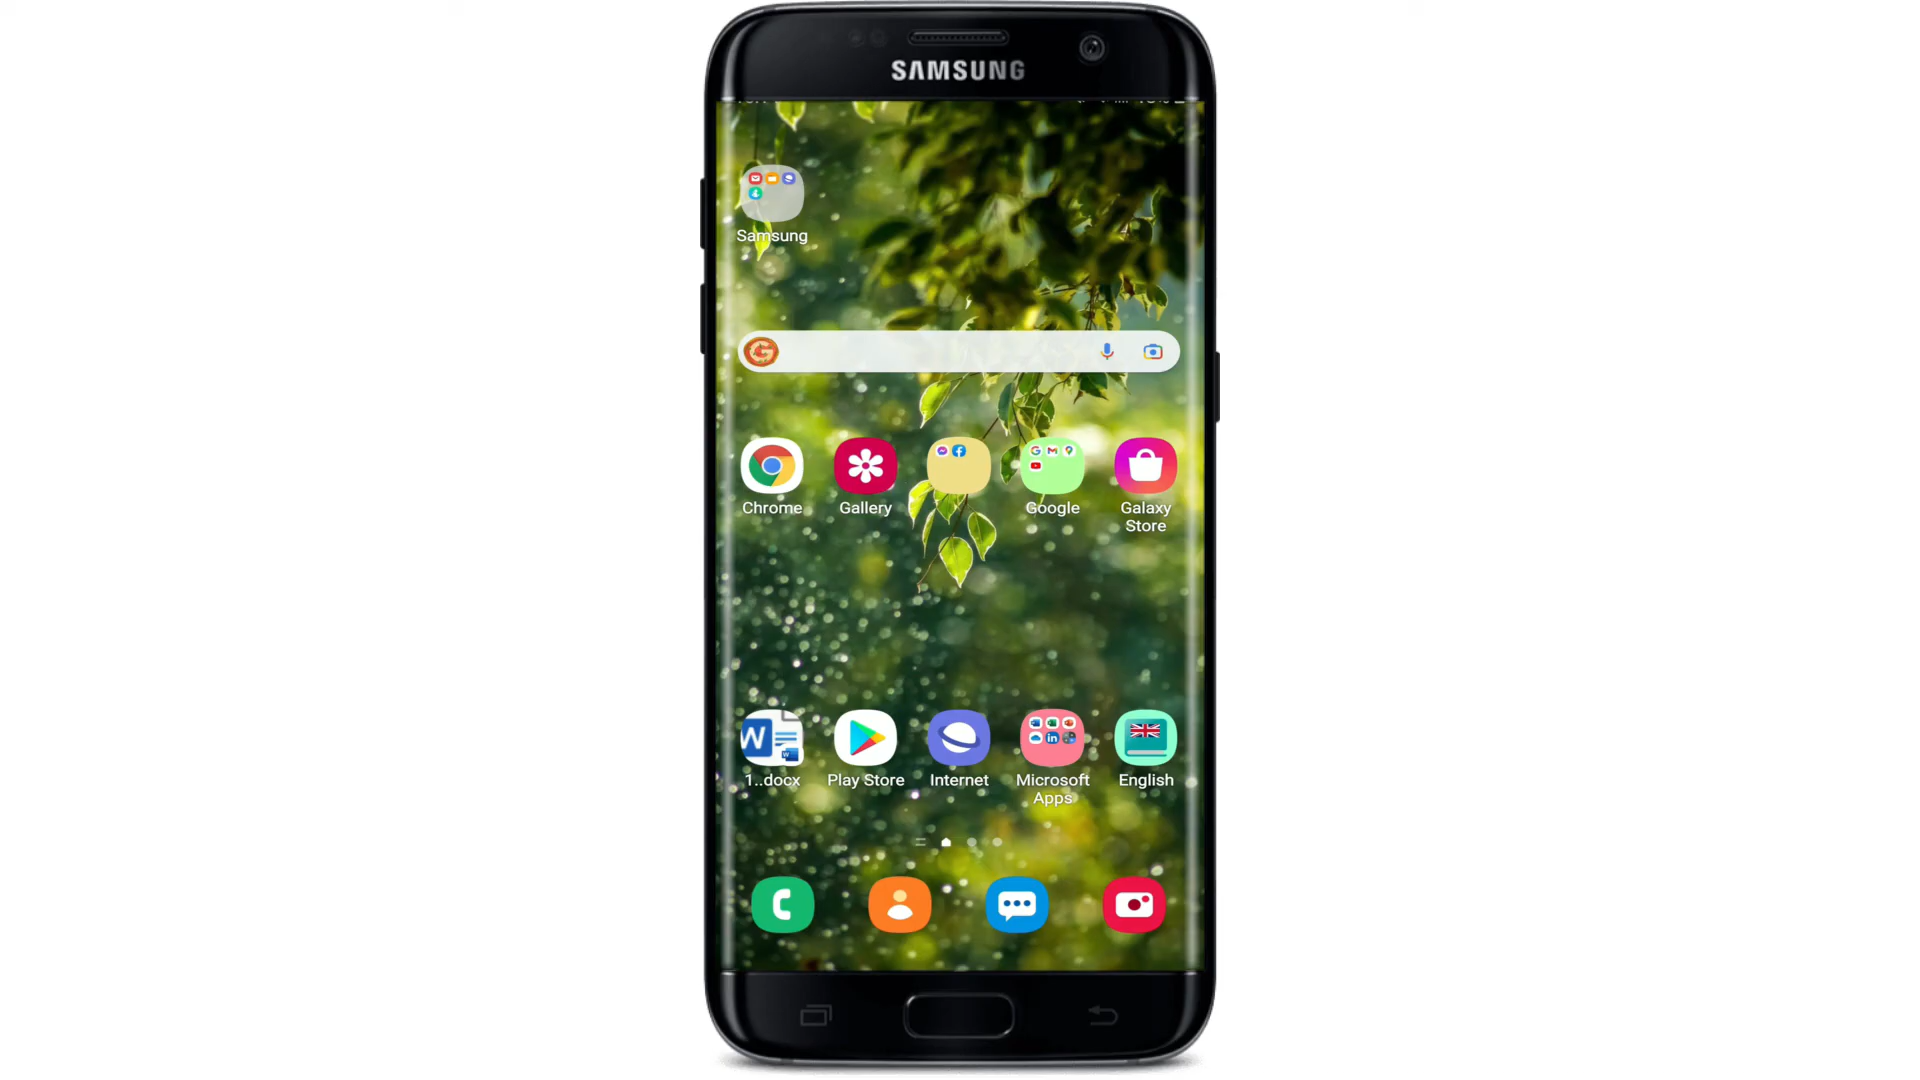 SAMSUNG
Samsung
Chrome
Gallery
Google
Galaxy
Store
1..docx
Play Store
Internet
Microsoft
Apps
English